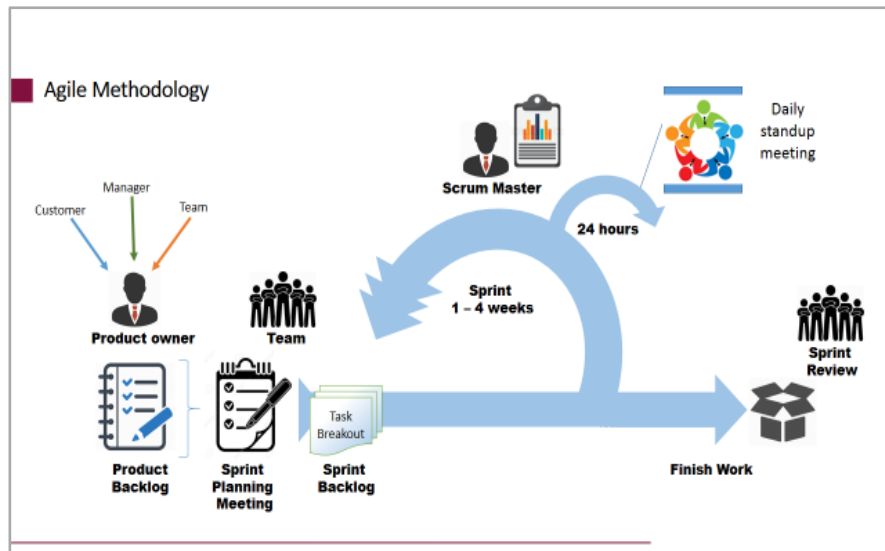 Agile Methodology
Daily
standup
meeting
Scrum Master
Manager
Customer
Team
24 hours
Sprint
1 – 4 weeks
Product owner
Team
Sprint
Review
Task
Breakout
Product
Backlog
Sprint
Planning
Meeting
Sprint
Backlog
Finish Work